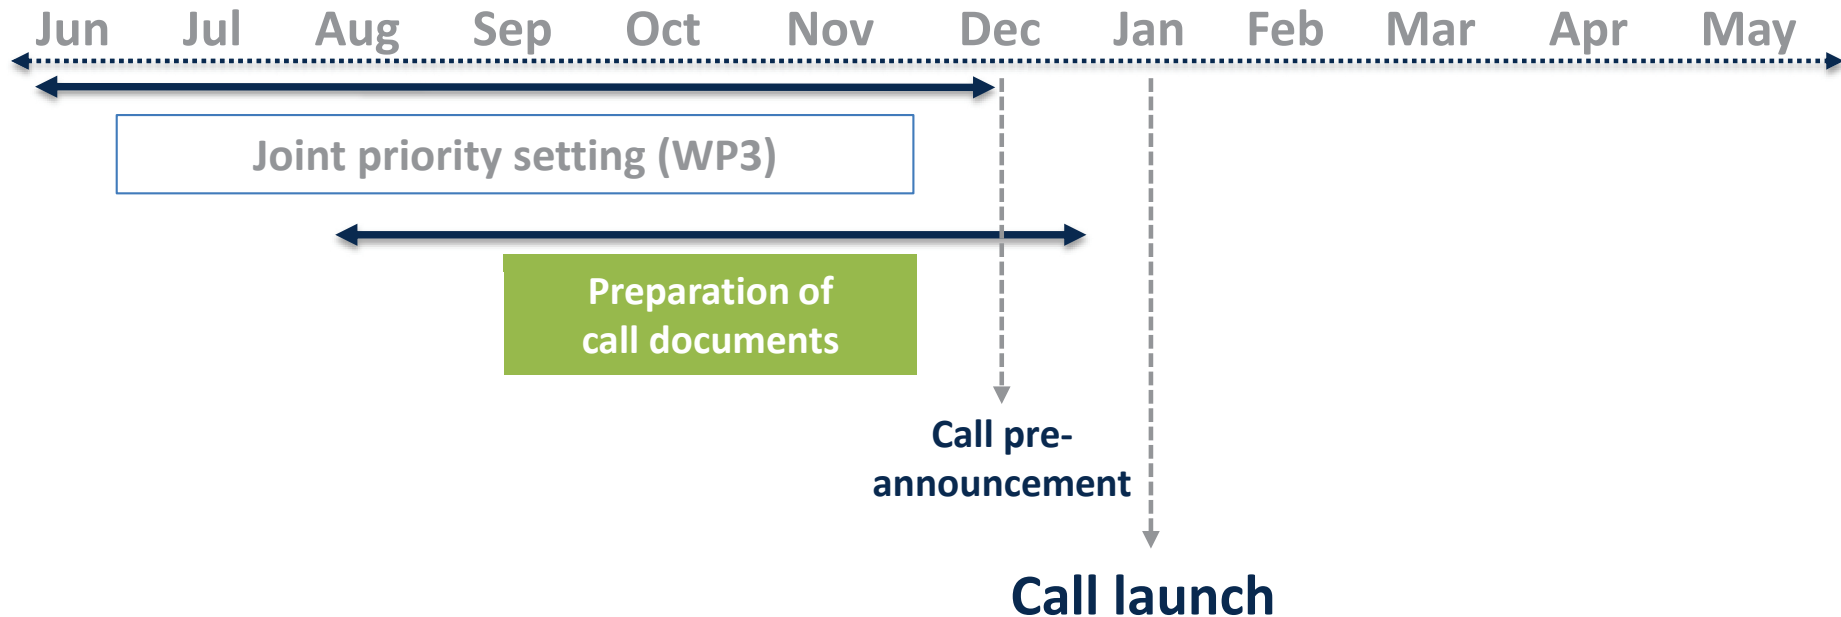 Jun Jul Aug Sep Oct Nov Dec Jan Feb Mar Apr May
Joint priority setting (WP3)
Preparation of
call documents
Call pre-
announcement
Call launch